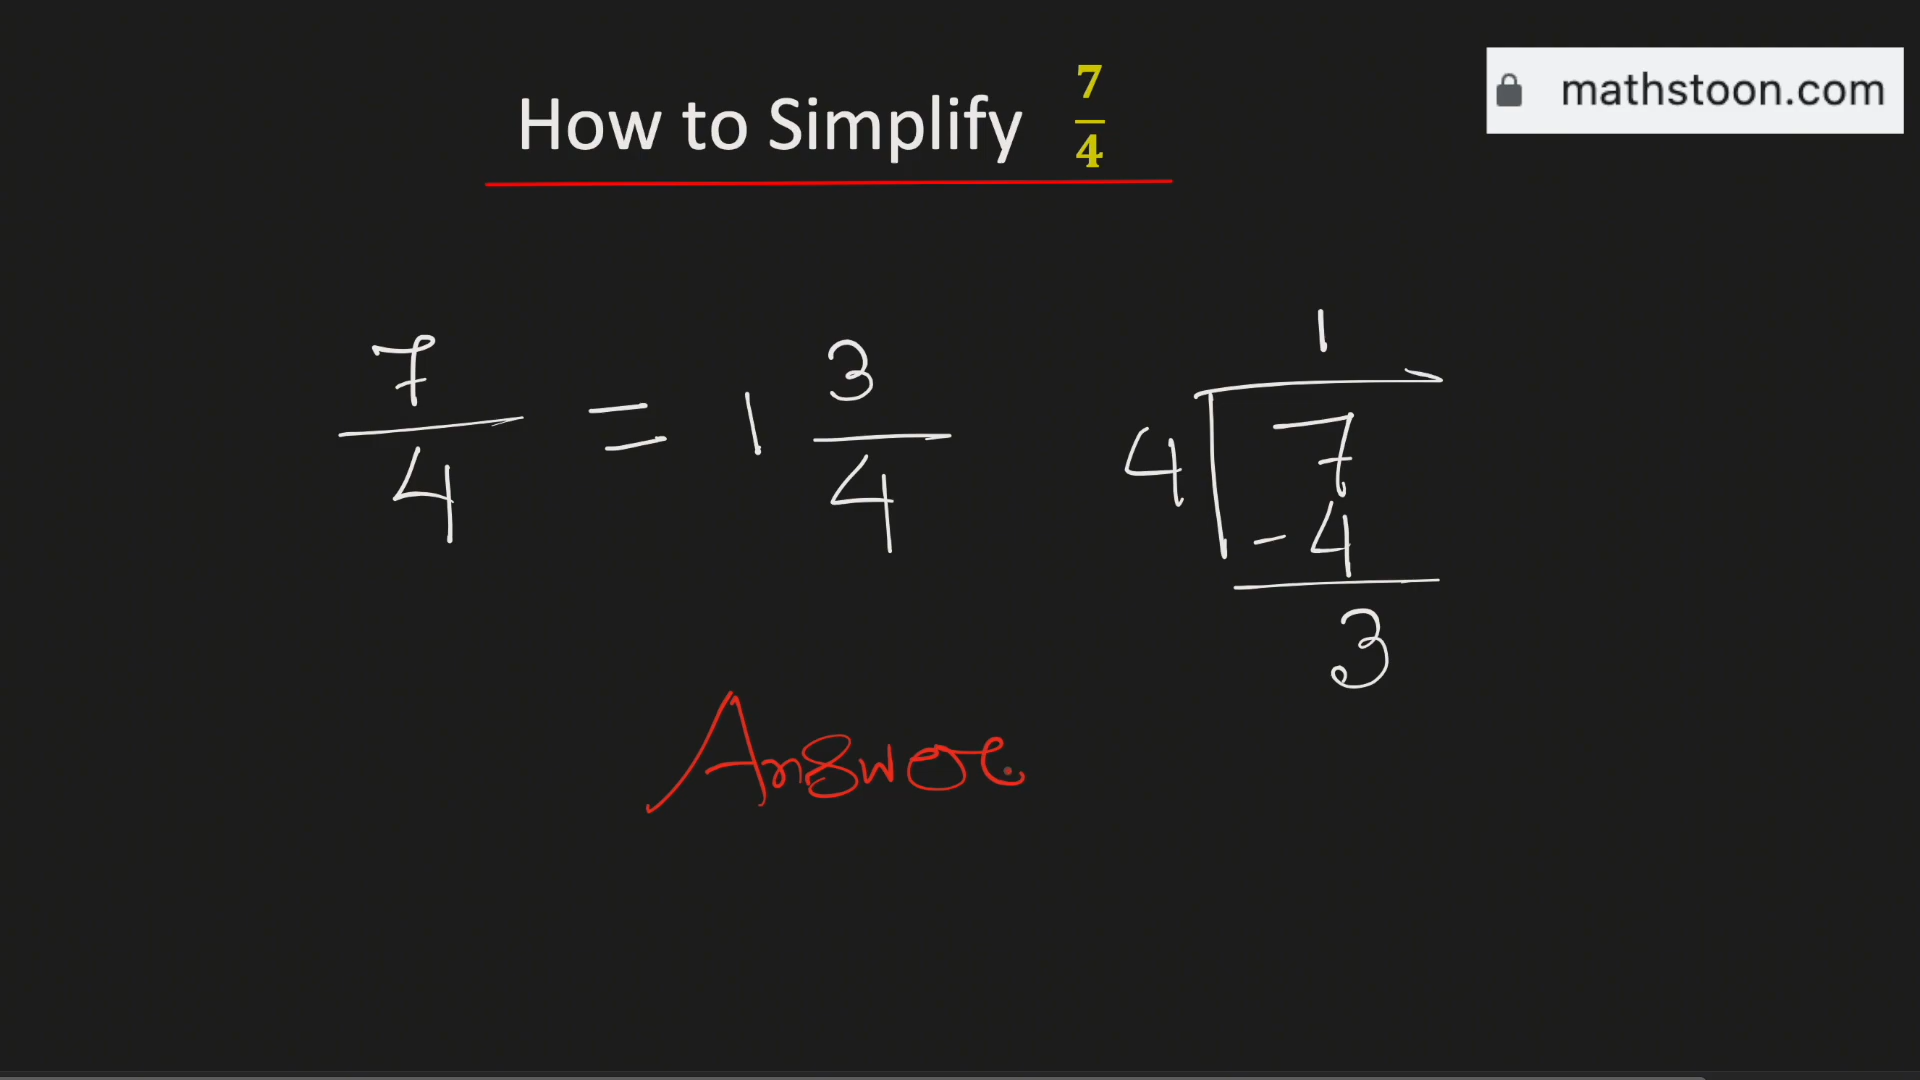 How to Simplify 7/4
mathstoon.com
7/4 = 1 3/4
1
4 7
- 4
3
Answer